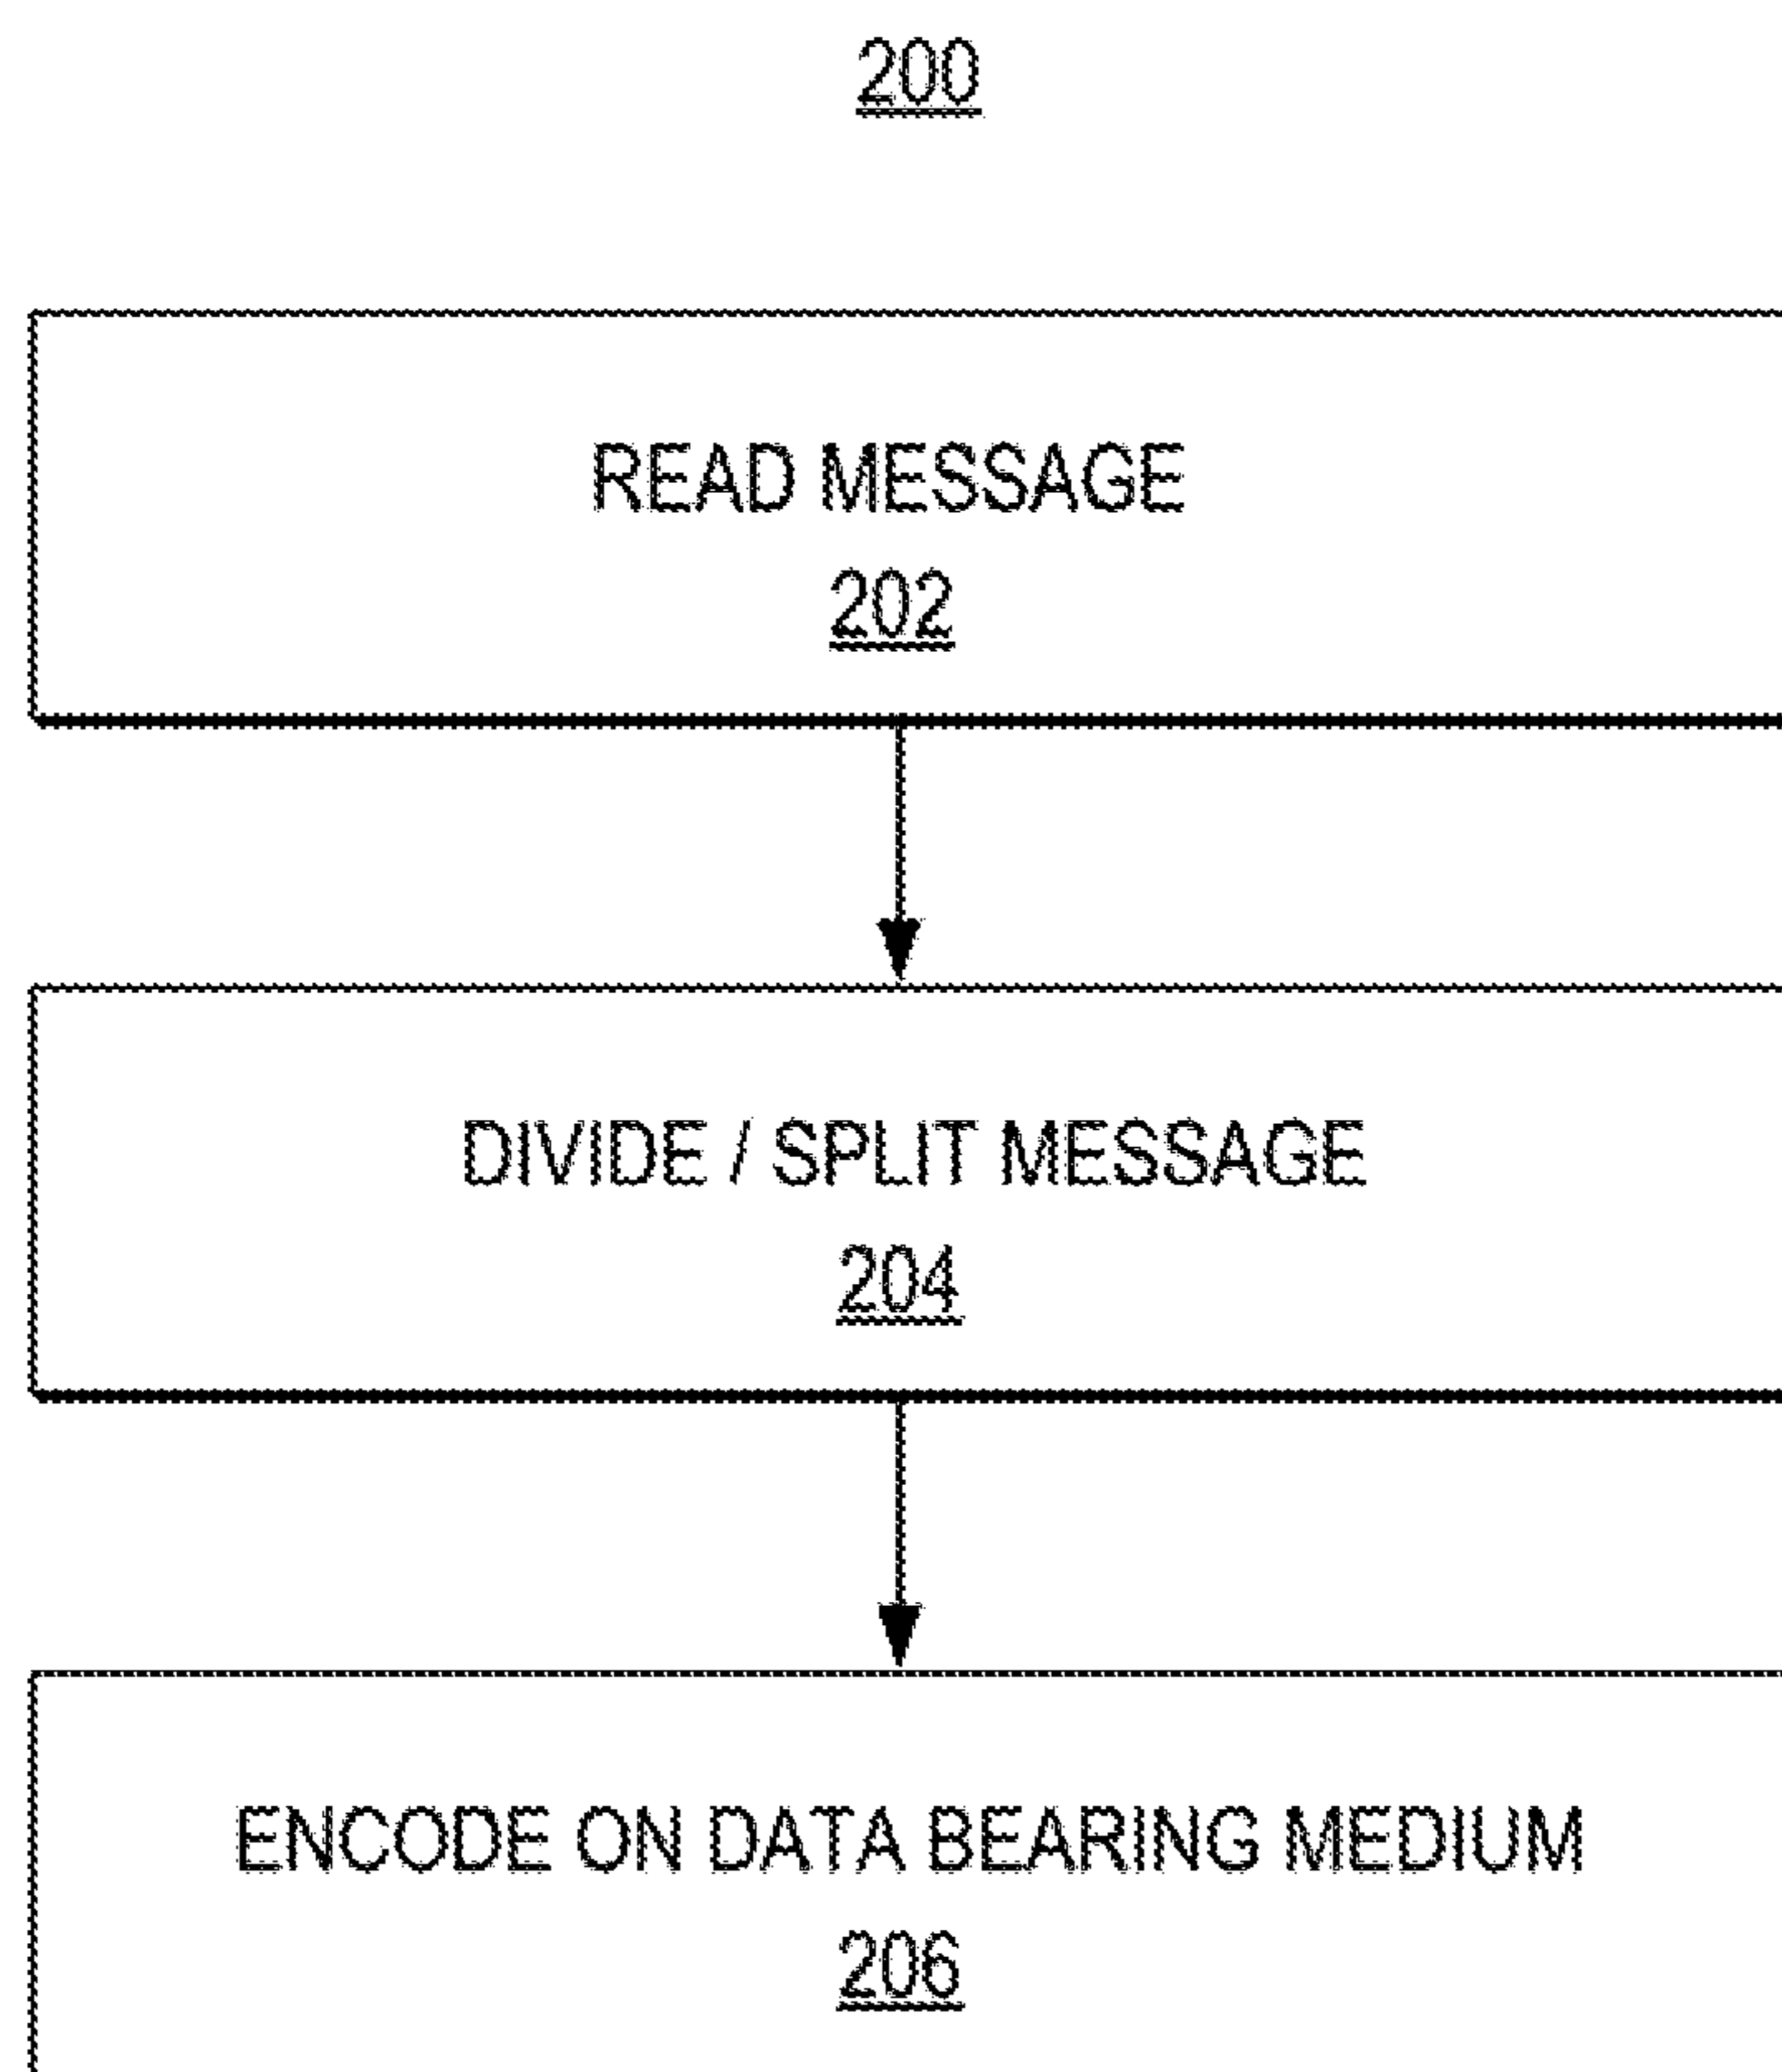 200
READ MESSAGE
202
DIVIDE / SPLIT MESSAGE
204
ENCODE ON DATA BEARING MEDIUM
206